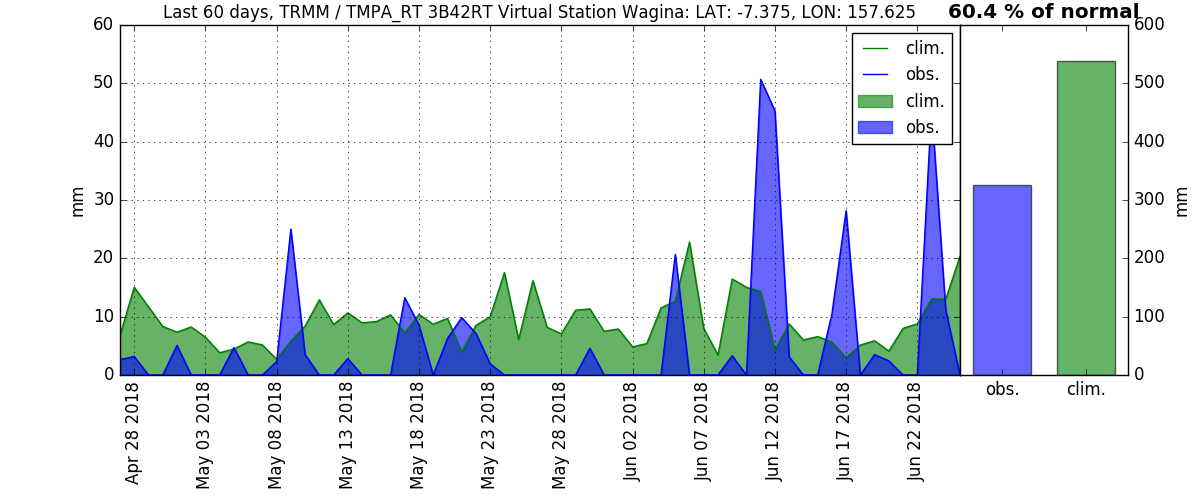 Last 60 days, TRMM / TMPA_RT 3B42RT Virtual Station Wagina: LAT: -7.375, LON: 157.625
60.4 % of normal
60
50
40
30
20
10
0
mm
clim.
obs.
clim.
obs.
600
500
400
300
200
100
0
mm
obs.
clim.
Apr 28 2018
May 03 2018
May 08 2018
May 13 2018
May 18 2018
May 23 2018
May 28 2018
Jun 02 2018
Jun 07 2018
Jun 12 2018
Jun 17 2018
Jun 22 2018